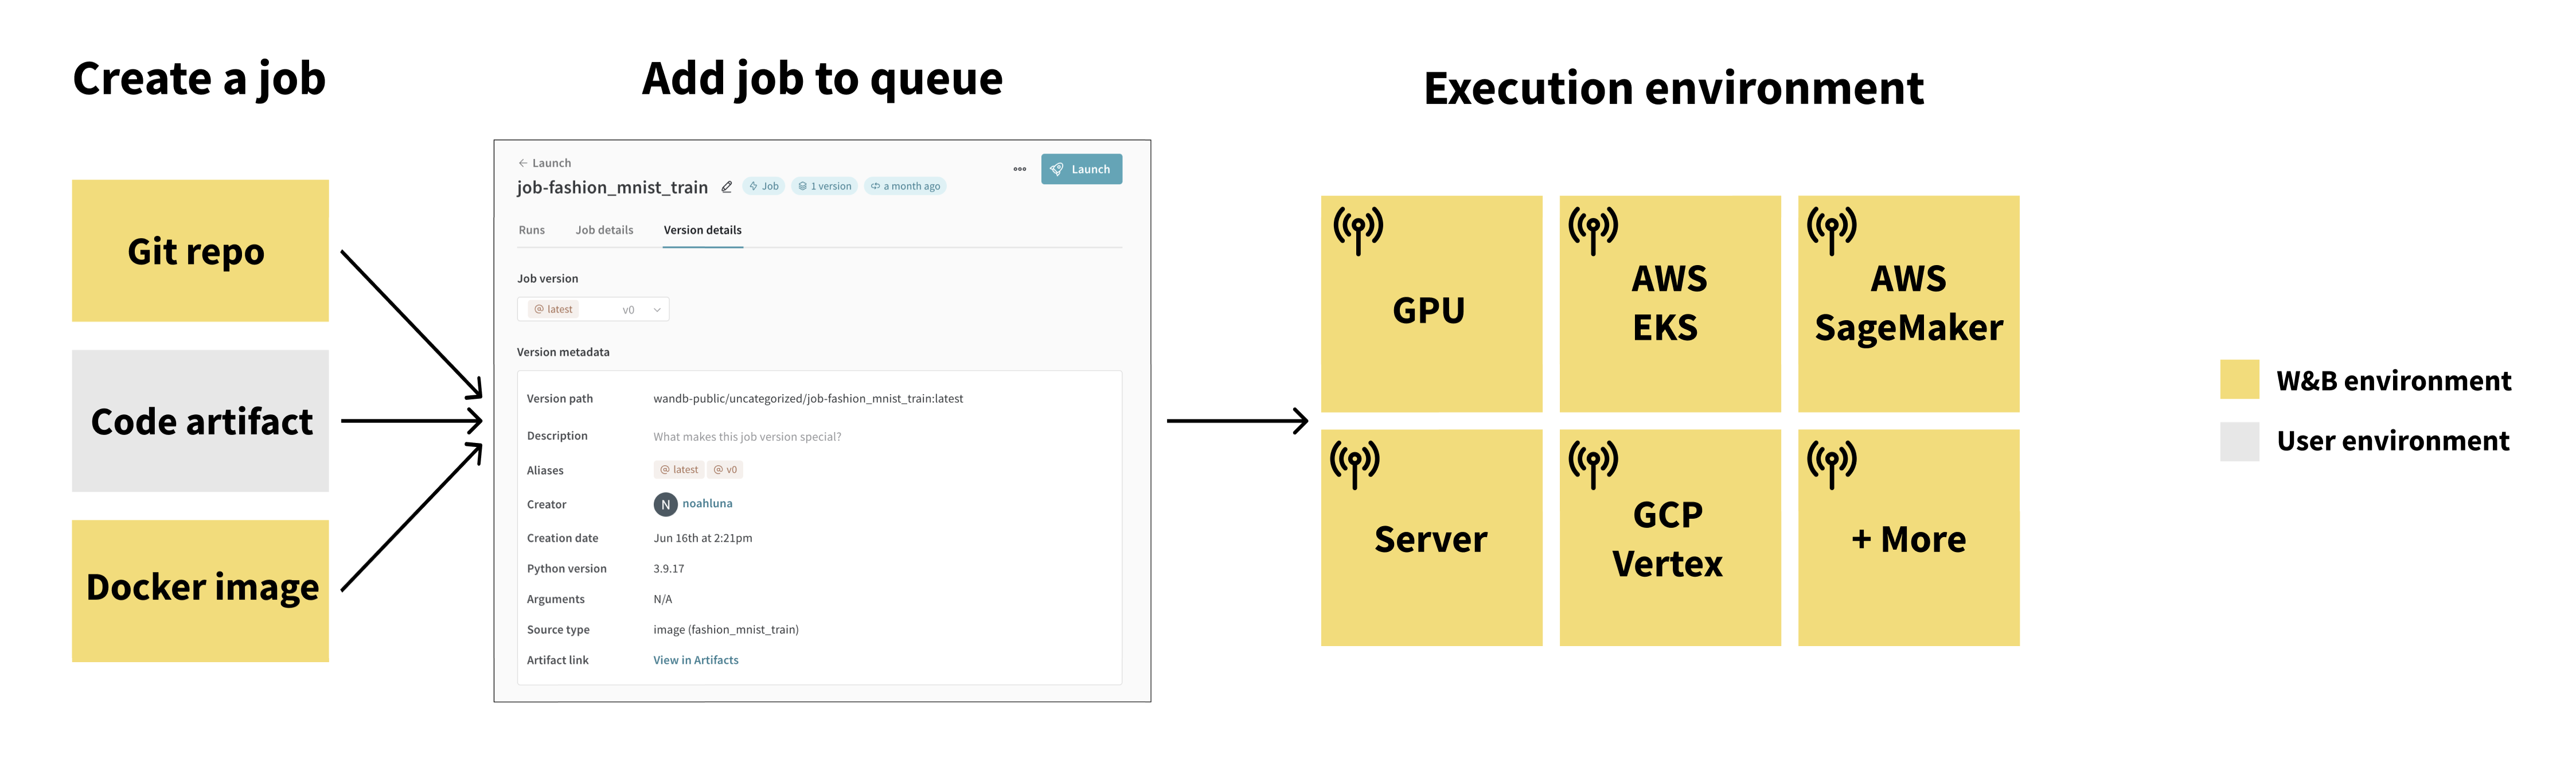 Create a job
Git repo
Code artifact
Docker image
Add job to queue
Launch
job-fashion_mnist_train
Job
1 version
a month ago
Launch
Runs
Job details
Version details
Job version
@ latest
v0
Version metadata
Version path wandb-public/uncategorized/job-fashion_mnist_train:latest
Description What makes this job version special?
Aliases @ latest @ v0
Creator N noahluna
Creation date Jun 16th at 2:21pm
Python version 3.9.17
Arguments N/A
Source type image (fashion_mnist_train)
Artifact link View in Artifacts
Execution environment
GPU
AWS
EKS
AWS
SageMaker
Server
GCP
Vertex
+ More
W&B environment
User environment